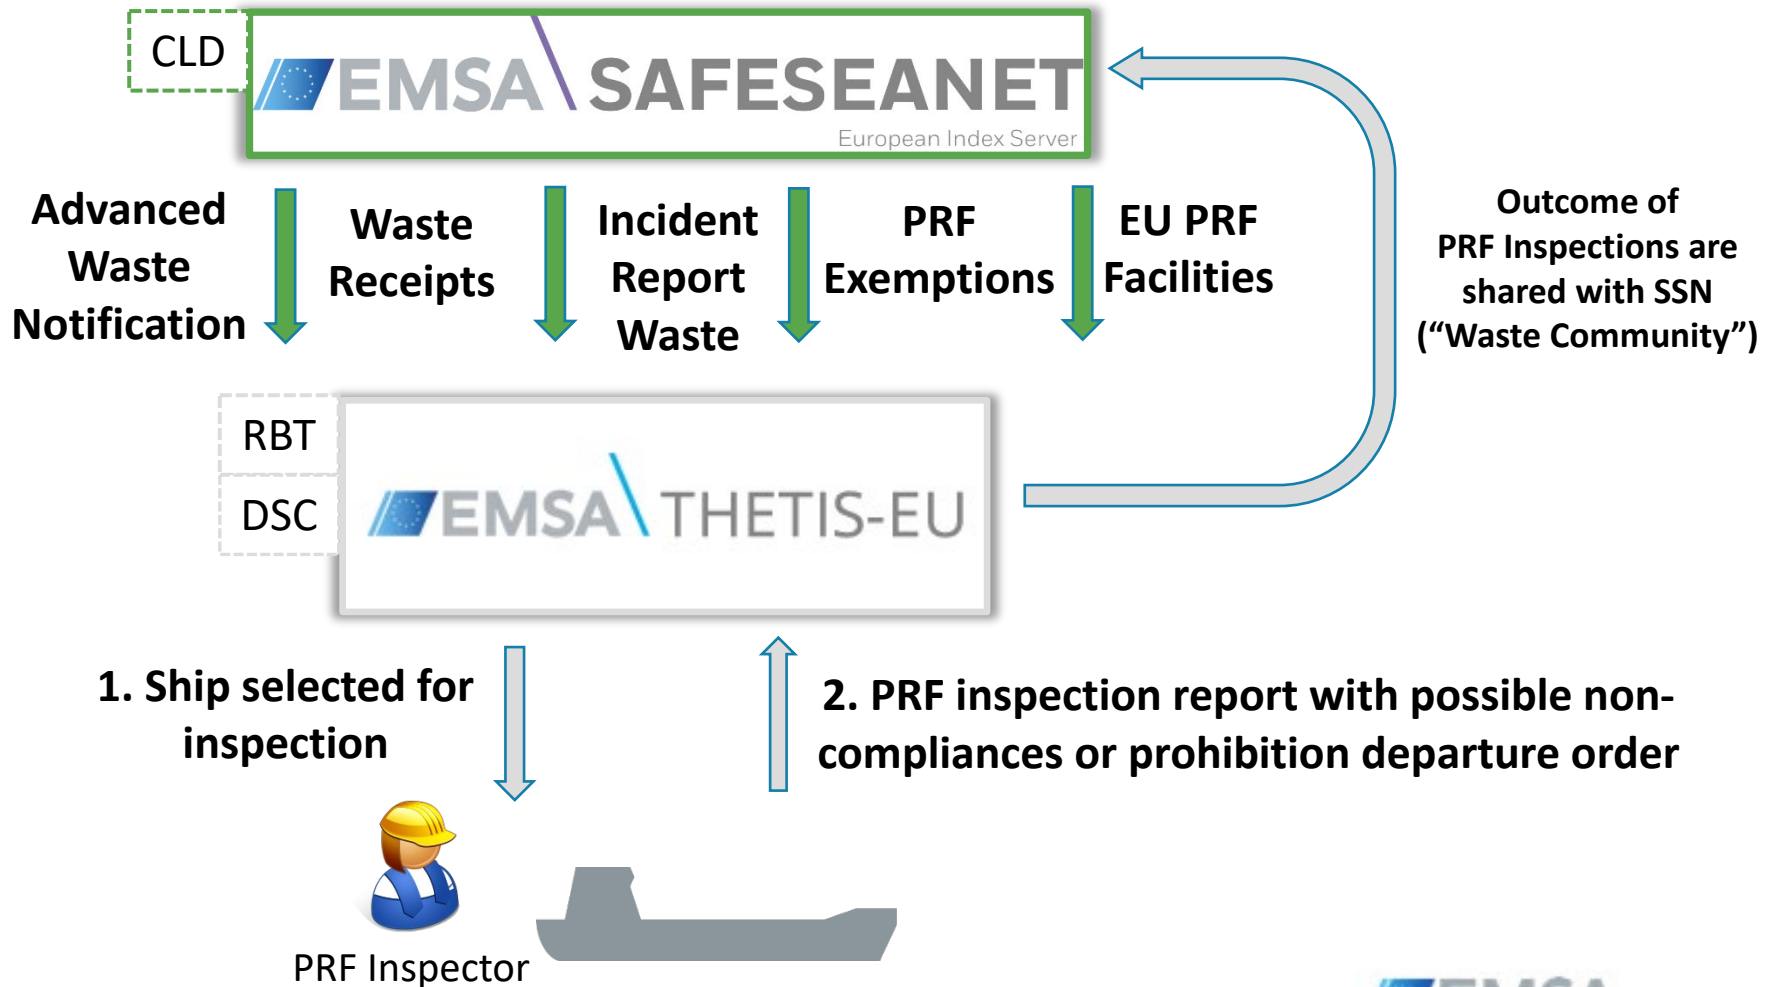 CLD
EMSA SAFESEANET
European Index Server
Advanced
Waste
Notification
Waste
Receipts
Incident
Report
Waste
PRF
Exemptions
EU PRF
Facilities
Outcome of
PRF Inspections are
shared with SSN
(“Waste Community”)
RBT
DSC
EMSA THETIS-EU
1. Ship selected for
inspection
2. PRF inspection report with possible non-
compliances or prohibition departure order
PRF Inspector
EMSA